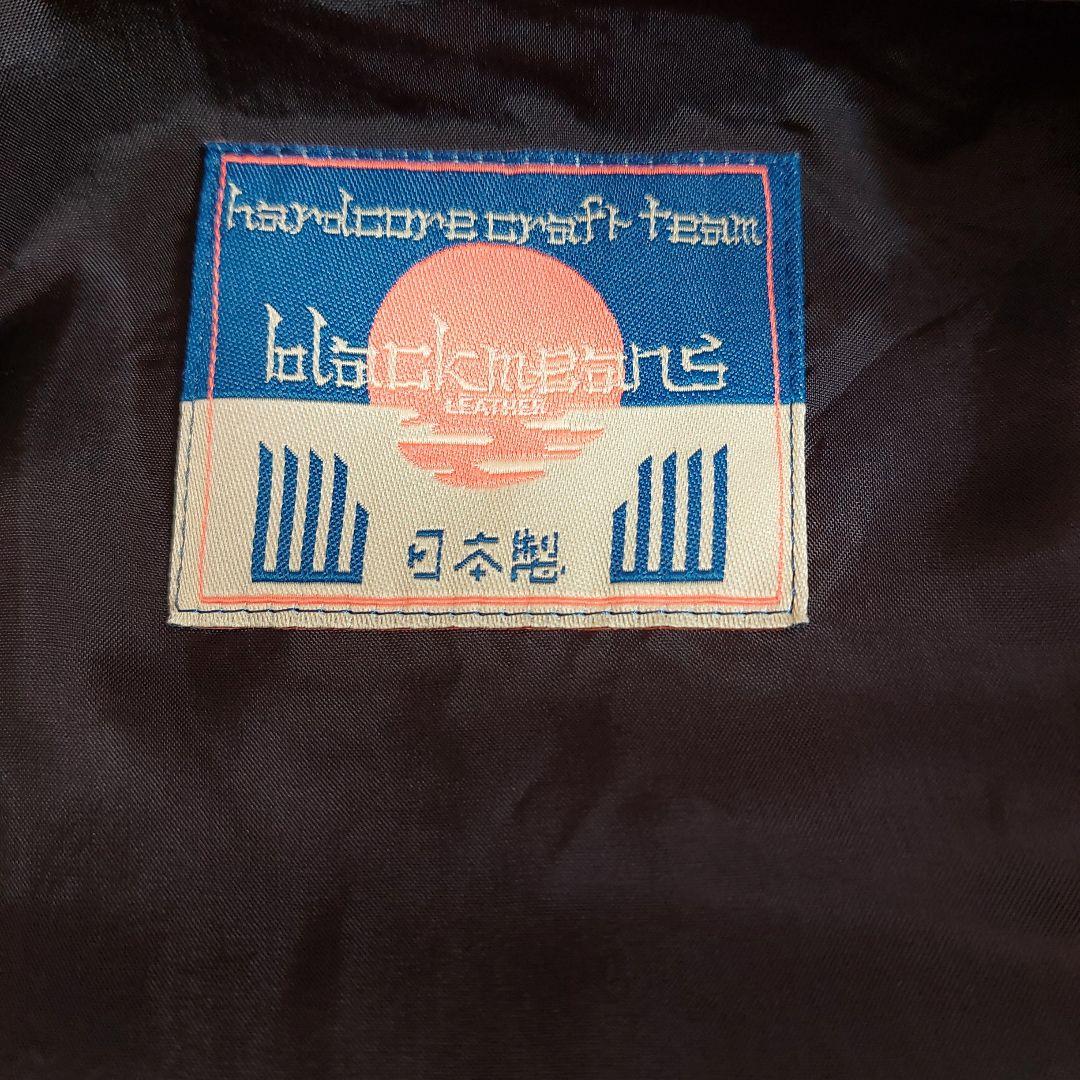 hardcore craft team
blackmeans
LEATHER
日本製